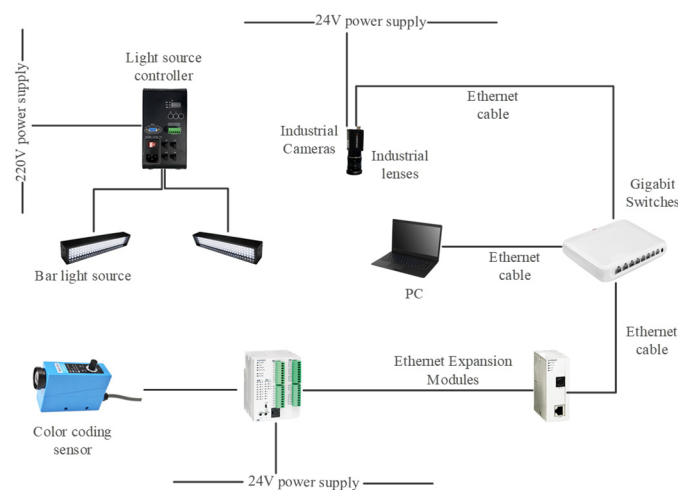 24V power supply
Light source
controller
220V power supply
Ethernet
cable
Industrial
Cameras
Industrial
lenses
Gigabit
Switches
Bar light source
Ethernet
cable
PC
Ethernet
cable
Ethernet Expansion
Modules
Color coding
sensor
24V power supply